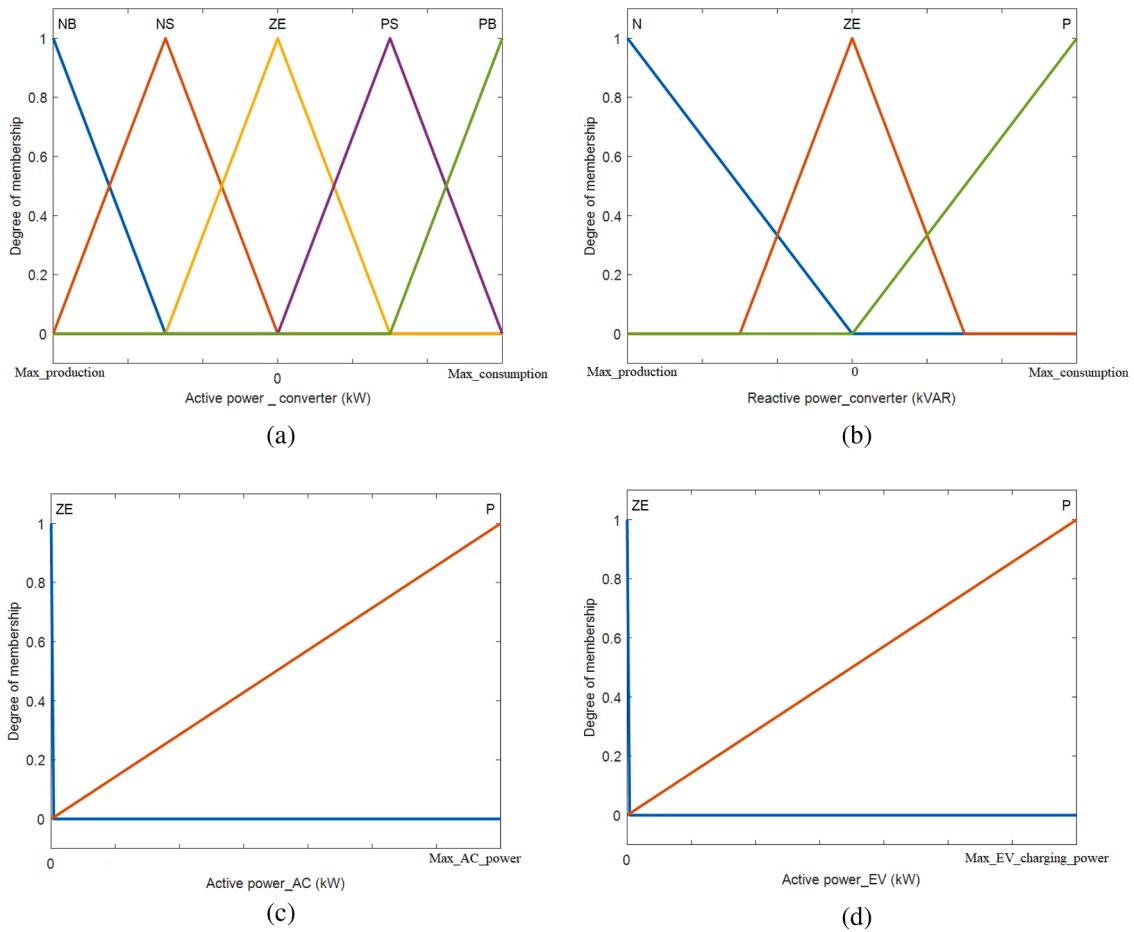 NB NS ZE PS PB
1
0.8
0.6
0.4
0.2
0
Degree of membership
Max_production 0 Max_consumption
Active power _ converter (kW)
(a)
N ZE P
1
0.8
0.6
0.4
0.2
0
Degree of membership
Max_production 0 Max_consumption
Reactive power_converter (kVAR)
(b)
ZE P
1
0.8
0.6
0.4
0.2
0
Degree of membership
0 Max_AC_power
Active power_AC (kW)
(c)
ZE P
1
0.8
0.6
0.4
0.2
0
Degree of membership
0 Max_EV_charging_power
Active power_EV (kW)
(d)